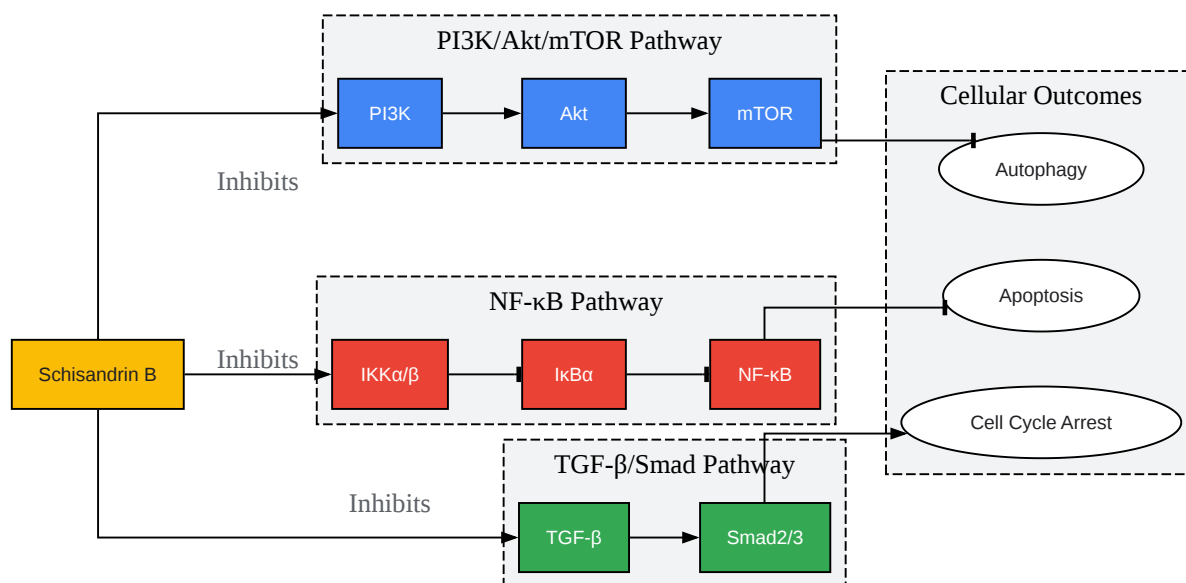 PI3K/Akt/mTOR Pathway
PI3K
Akt
mTOR
Cellular Outcomes
Autophagy
Inhibits
Apoptosis
NF-κB Pathway
Schisandrin B
Inhibits
IKKα/β
IκBα
NF-κB
Cell Cycle Arrest
TGF-β/Smad Pathway
Inhibits
TGF-β
Smad2/3